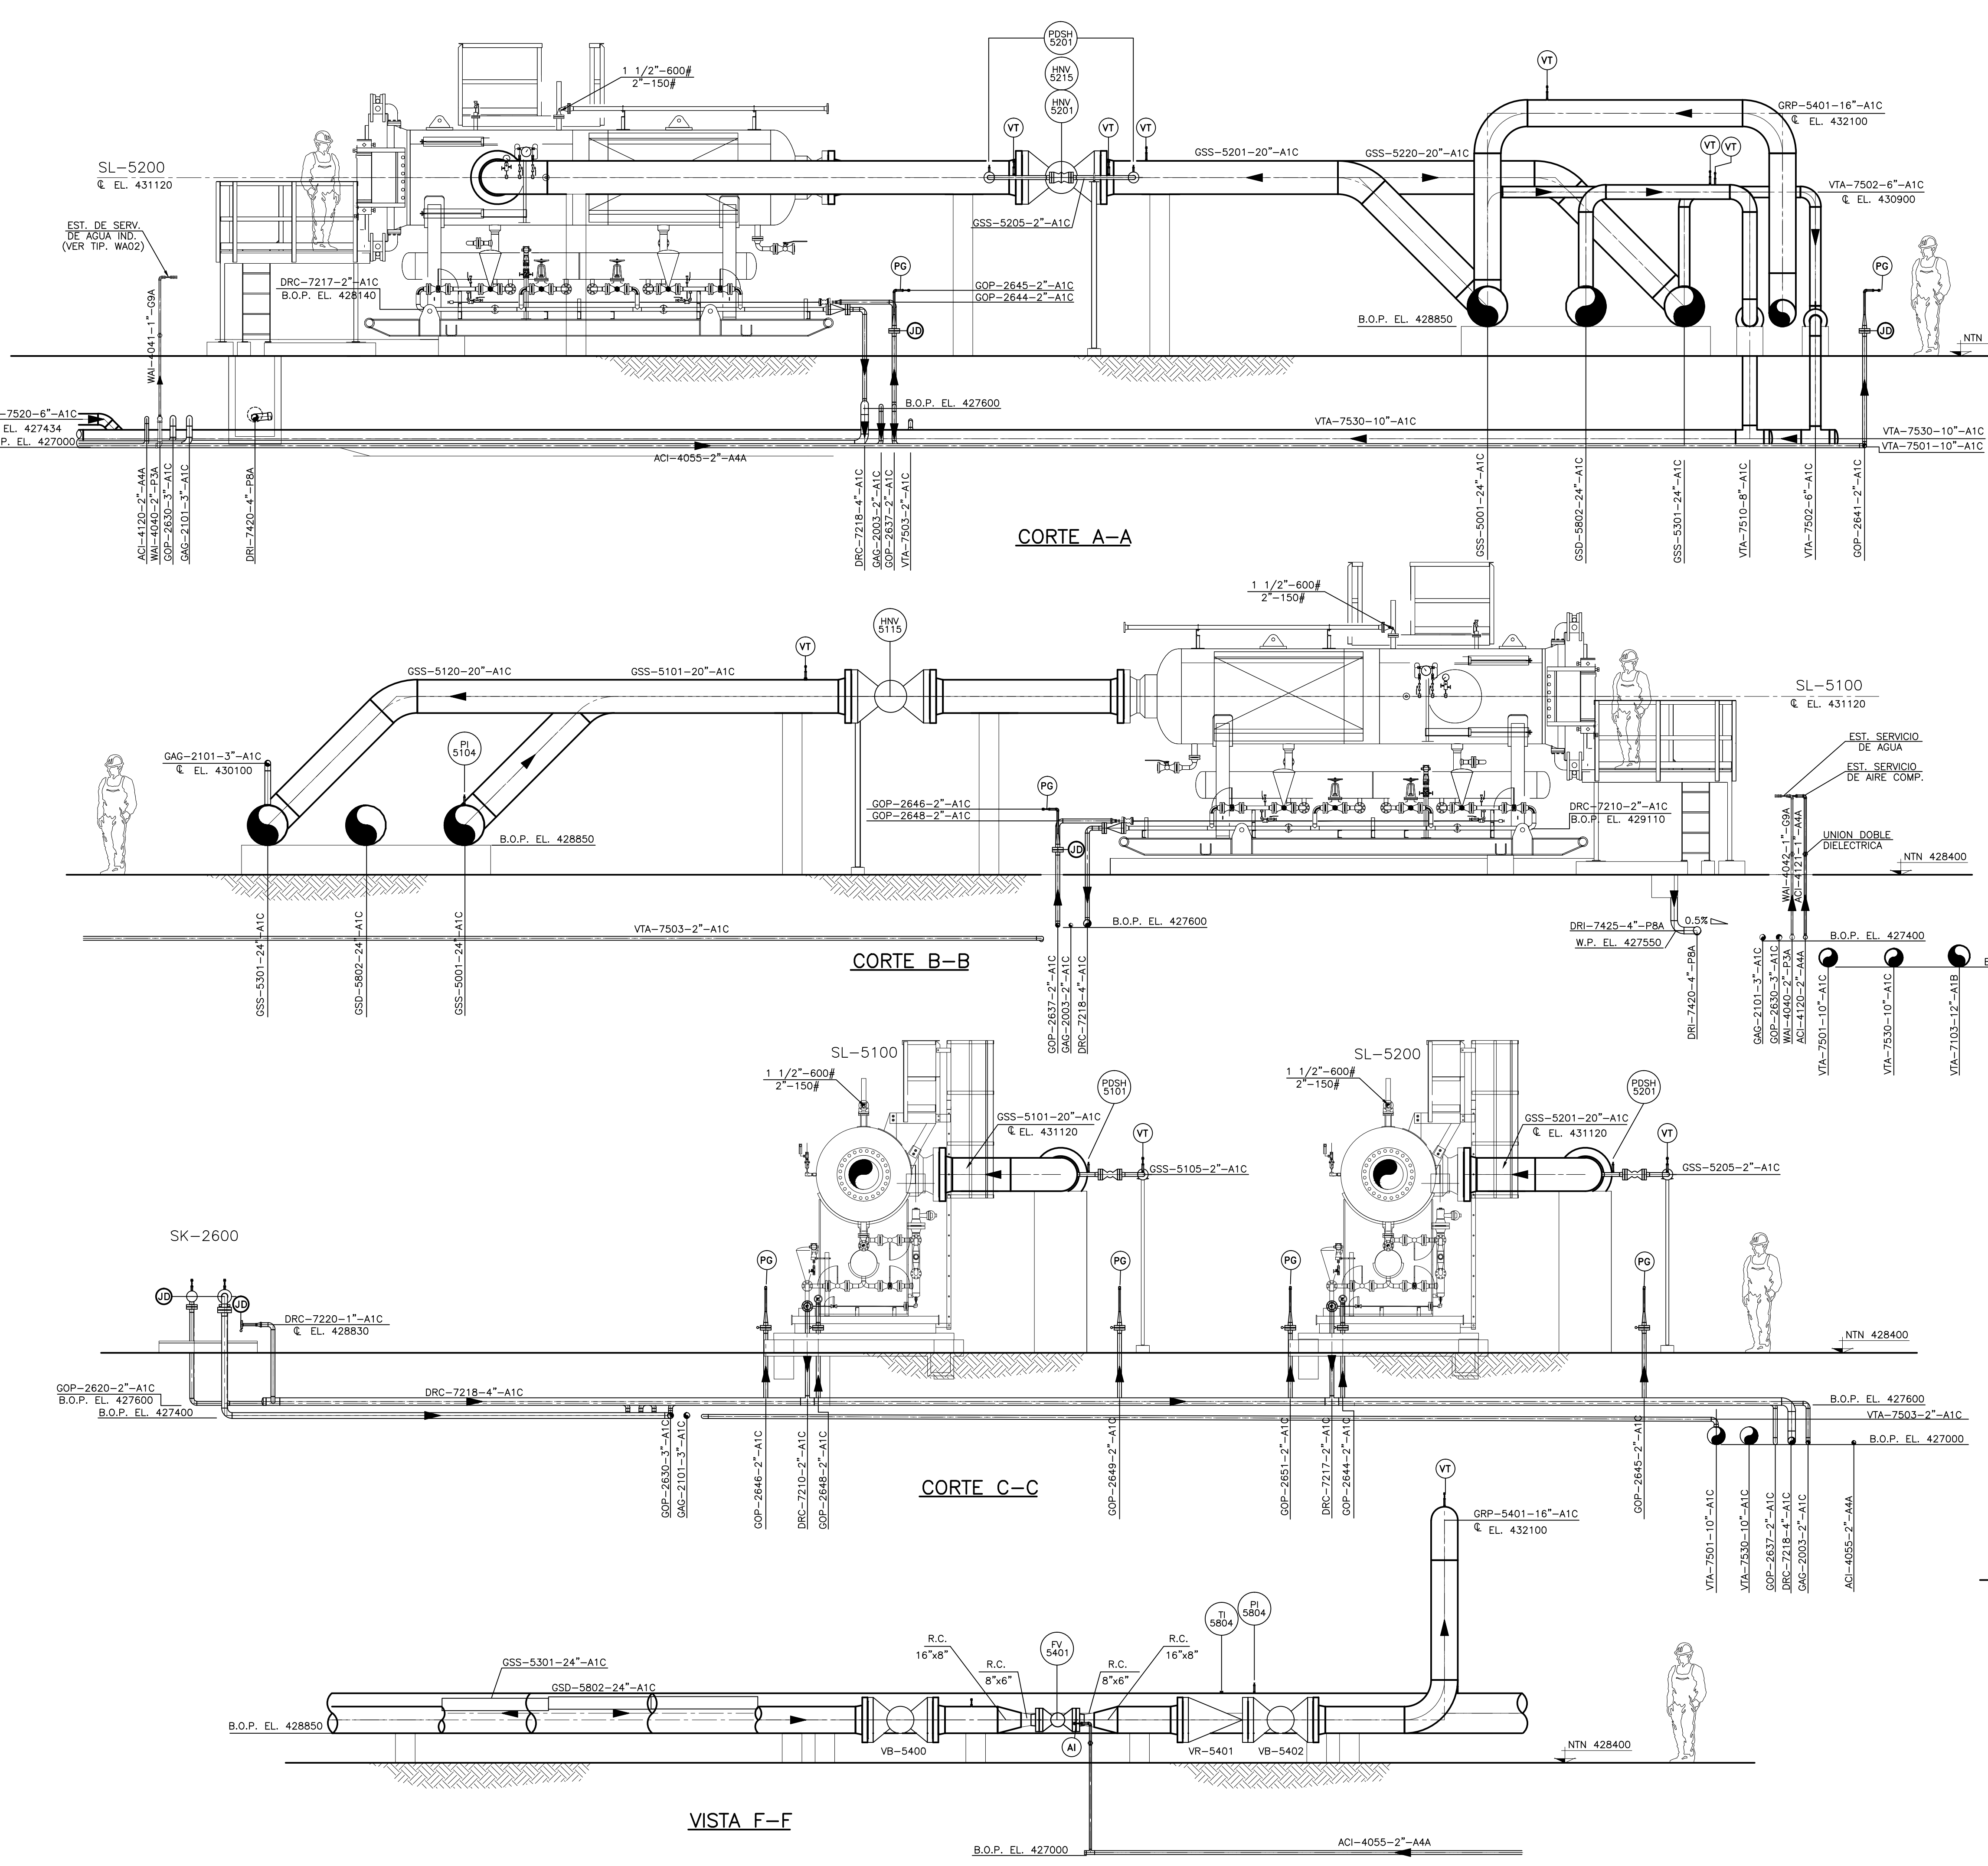 PDSH
5201
HNV
5215
HNV
5201
1 1/2"-600#
2"-150#
VT
VT
VT
VT
VT
VT
GRP-5401-16"-A1C
℄ EL. 432100
GSS-5201-20"-A1C
GSS-5220-20"-A1C
SL-5200
℄ EL. 431120
VTA-7502-6"-A1C
℄ EL. 430900
EST. DE SERV.
DE AGUA IND.
(VER TIP. WA02)
GSS-5205-2"-A1C
WAI-4041-1"-G9A
DRC-7217-2"-A1C
B.O.P. EL. 428140
PG
GOP-2645-2"-A1C
GOP-2644-2"-A1C
JD
B.O.P. EL. 428850
PG
JD
NTN
-7520-6"-A1C
EL. 427434
P. EL. 427000
B.O.P. EL. 427600
VTA-7530-10"-A1C
VTA-7530-10"-A1C
VTA-7501-10"-A1C
ACI-4055-2"-A4A
ACI-4120-2"-A4A
WAI-4040-2"-P3A
GOP-2630-3"-A1C
GAG-2101-3"-A1C
DRI-7420-4"-P8A
DRC-7218-4"-A1C
GAG-2003-2"-A1C
GOP-2637-2"-A1C
VTA-7503-2"-A1C
GSS-5001-24"-A1C
GSD-5802-24"-A1C
GSS-5301-24"-A1C
VTA-7510-8"-A1C
VTA-7502-6"-A1C
GOP-2641-2"-A1C
CORTE A-A
1 1/2"-600#
2"-150#
HNV
5115
VT
GSS-5120-20"-A1C
GSS-5101-20"-A1C
SL-5100
℄ EL. 431120
GAG-2101-3"-A1C
℄ EL. 430100
PI
5104
EST. SERVICIO
DE AGUA
EST. SERVICIO
DE AIRE COMP.
PG
GOP-2646-2"-A1C
GOP-2648-2"-A1C
JD
DRC-7210-2"-A1C
B.O.P. EL. 429110
WAI-4042-1"-G9A
ACI-4121-1"-A4A
UNION DOBLE
DIELECTRICA
B.O.P. EL. 428850
NTN 428400
VTA-7503-2"-A1C
B.O.P. EL. 427600
DRI-7425-4"-P8A
W.P. EL. 427550
0.5%
B.O.P. EL. 427400
B
GSS-5301-24"-A1C
GSD-5802-24"-A1C
GSS-5001-24"-A1C
GOP-2637-2"-A1C
GAG-2003-2"-A1C
DRC-7218-4"-A1C
DRI-7420-4"-P8A
GAG-2101-3"-A1C
GOP-2630-3"-A1C
WAI-4040-2"-P3A
ACI-4120-2"-A4A
VTA-7501-10"-A1C
VTA-7530-10"-A1C
VTA-7103-12"-A1B
CORTE B-B
SL-5100
1 1/2"-600#
2"-150#
PDSH
5101
GSS-5101-20"-A1C
℄ EL. 431120
VT
GSS-5105-2"-A1C
SL-5200
1 1/2"-600#
2"-150#
PDSH
5201
GSS-5201-20"-A1C
℄ EL. 431120
VT
GSS-5205-2"-A1C
SK-2600
JD
JD
DRC-7220-1"-A1C
℄ EL. 428830
PG
PG
PG
PG
NTN 428400
GOP-2620-2"-A1C
B.O.P. EL. 427600
B.O.P. EL. 427400
DRC-7218-4"-A1C
B.O.P. EL. 427600
VTA-7503-2"-A1C
B.O.P. EL. 427000
GOP-2630-3"-A1C
GAG-2101-3"-A1C
GOP-2646-2"-A1C
DRC-7210-2"-A1C
GOP-2648-2"-A1C
GOP-2649-2"-A1C
GOP-2651-2"-A1C
DRC-7217-2"-A1C
GOP-2644-2"-A1C
GOP-2645-2"-A1C
VTA-7501-10"-A1C
VTA-7530-10"-A1C
GOP-2637-2"-A1C
DRC-7218-4"-A1C
GAG-2003-2"-A1C
ACI-4055-2"-A4A
CORTE C-C
VT
GRP-5401-16"-A1C
℄ EL. 432100
GSS-5301-24"-A1C
GSD-5802-24"-A1C
R.C.
16"x8"
R.C.
8"x6"
FV
5401
R.C.
8"x6"
R.C.
16"x8"
TI
5804
PI
5804
B.O.P. EL. 428850
VB-5400
AI
VR-5401
VB-5402
NTN 428400
VISTA F-F
B.O.P. EL. 427000
ACI-4055-2"-A4A